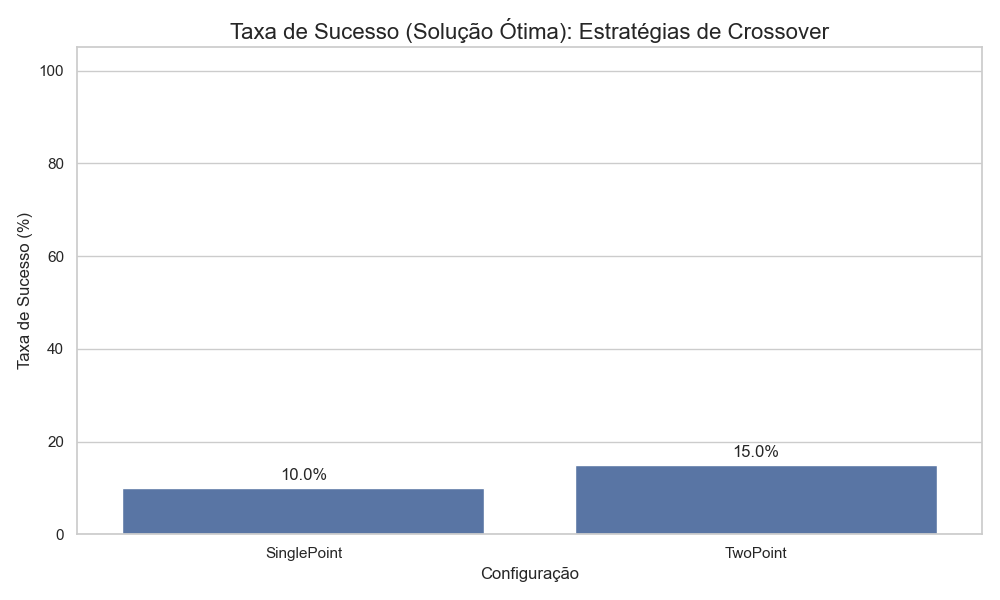 Taxa de Sucesso (Solução Ótima): Estratégias de Crossover
Taxa de Sucesso (%)
100
80
60
40
20
0
10.0%
15.0%
SinglePoint
TwoPoint
Configuração